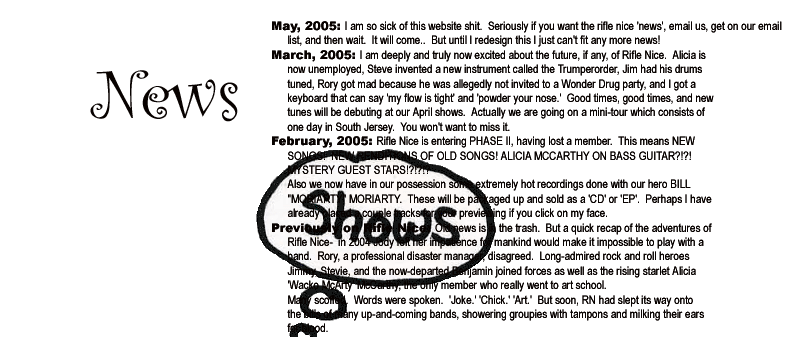 News
May, 2005: I am so sick of this website shit. Seriously if you want the rifle nice 'news', email us, get on our email
list, and then wait. It will come.. But until I redesign this I just can't fit any more news!
March, 2005: I am deeply and truly now excited about the future, if any, of Rifle Nice. Alicia is
now unemployed, Steve invented a new instrument called the Trumperorder, Jim had his drums
tuned, Rory got mad because he was allegedly not invited to a Wonder Drug party, and I got a
keyboard that can say 'my flow is tight' and 'powder your nose.' Good times, good times, and new
tunes will be debuting at our April shows. Actually we are going on a mini-tour which consists of
one day in South Jersey. You won't want to miss it.
February, 2005: Rifle Nice is entering PHASE II, having lost a member. This means NEW
SONGS! NEW RENDITIONS OF OLD SONGS! ALICIA MCCARTHY ON BASS GUITAR?!?!
MYSTERY GUEST STARS!?!?!?
Also we now have in our possession some extremely hot recordings done with our hero BILL
"MORIARTY" MORIARTY. These will be packaged up and sold as a 'CD' or 'EP'. Perhaps I have
already placed a couple tracks for your previewing if you click on my face.
Shows
Previously on Rifle Nice: Old news is in the trash. But a quick recap of the adventures of
Rifle Nice- in 2004 Jody felt her impatience for mankind would make it impossible to play with a
band. Rory, a professional disaster manager, disagreed. Long-admired rock and roll heroes
Jimmy, Stevie, and the now-departed Benjamin joined forces as well as the rising starlet Alicia
'Wacko McArty' McCarthy, the only member who really went to art school.
Many scoffed. Words were spoken. 'Joke.' 'Chick.' 'Art.' But soon, RN had slept its way onto
the bills of many up-and-coming bands, showering groupies with tampons and milking their ears
for blood.